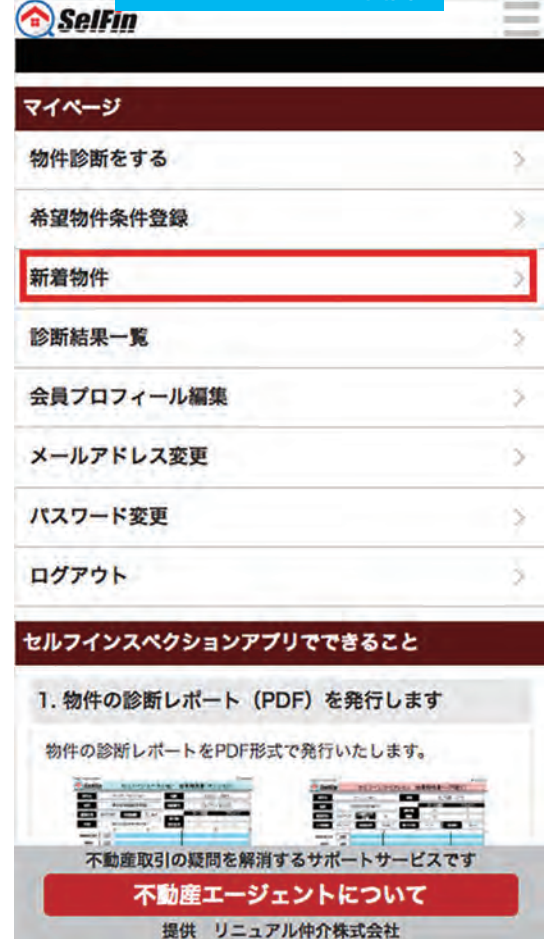 SelFin
マイページ
物件診断をする
希望物件条件登録
新着物件
診断結果一覧
会員プロフィール編集
メールアドレス変更
パスワード変更
ログアウト
セルフインスペクションアプリでできること
1. 物件の診断レポート（PDF）を発行します
物件の診断レポートをPDF形式で発行いたします。
不動産取引の疑問を解消するサポートサービスです
不動産エージェントについて
提供 リニュアル仲介株式会社